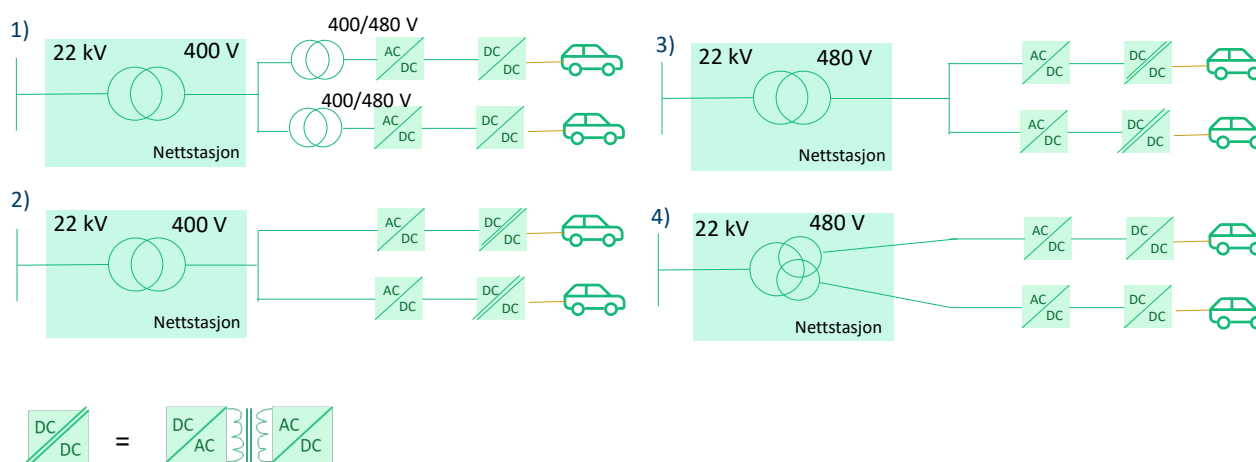 1)
22 kV
400 V
Nettstasjon
400/480 V
AC
DC
DC
DC
400/480 V
AC
DC
DC
DC
2)
22 kV
400 V
Nettstasjon
AC
DC
DC
DC
AC
DC
DC
DC
3)
22 kV
480 V
Nettstasjon
AC
DC
DC
DC
AC
DC
DC
DC
4)
22 kV
480 V
Nettstasjon
AC
DC
DC
DC
AC
DC
DC
DC
DC
DC
=
DC
AC
AC
DC